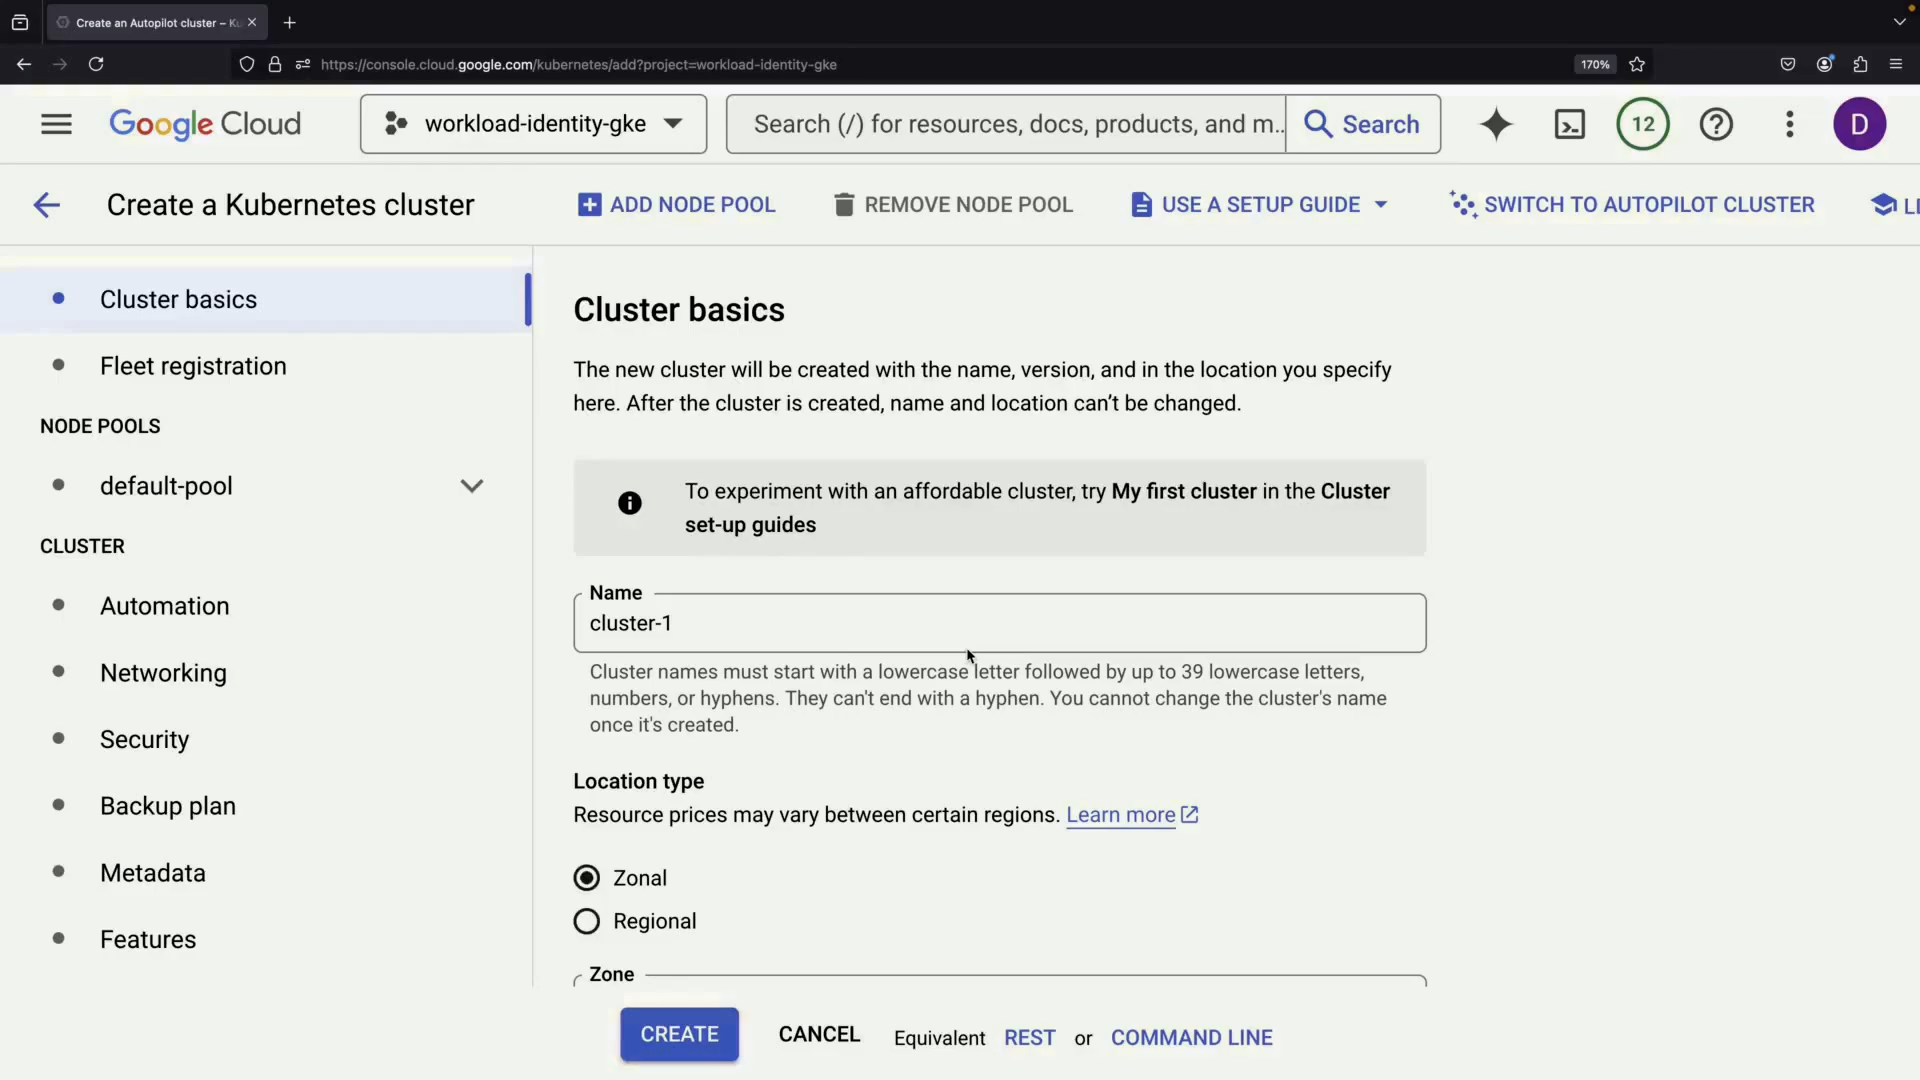 Create an Autopilot cluster – Ku
https://console.cloud.google.com/kubernetes/add?project=workload-identity-gke
170%
Google Cloud
workload-identity-gke
Search (/) for resources, docs, products, and m...
Search
12
D
Create a Kubernetes cluster
ADD NODE POOL
REMOVE NODE POOL
USE A SETUP GUIDE
SWITCH TO AUTOPILOT CLUSTER
Cluster basics
Fleet registration
NODE POOLS
default-pool
CLUSTER
Automation
Networking
Security
Backup plan
Metadata
Features
Cluster basics
The new cluster will be created with the name, version, and in the location you specify
here. After the cluster is created, name and location can’t be changed.
To experiment with an affordable cluster, try My first cluster in the Cluster
set-up guides
Name
cluster-1
Cluster names must start with a lowercase letter followed by up to 39 lowercase letters,
numbers, or hyphens. They can't end with a hyphen. You cannot change the cluster's name
once it's created.
Location type
Resource prices may vary between certain regions. Learn more
Zonal
Regional
Zone
CREATE
CANCEL
Equivalent REST or COMMAND LINE